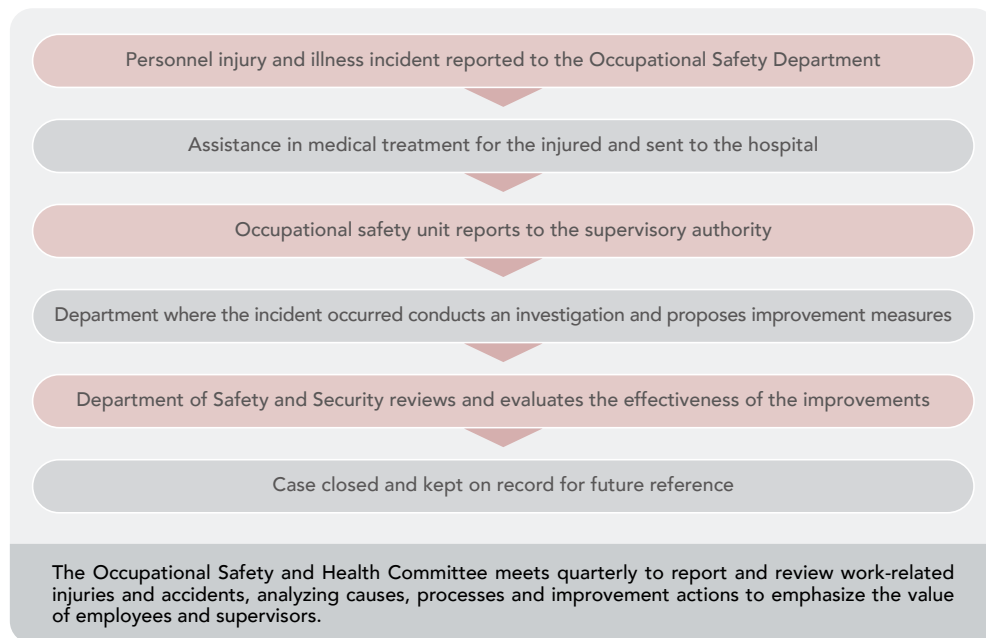 Personnel injury and illness incident reported to the Occupational Safety Department
Assistance in medical treatment for the injured and sent to the hospital
Occupational safety unit reports to the supervisory authority
Department where the incident occurred conducts an investigation and proposes improvement measures
Department of Safety and Security reviews and evaluates the effectiveness of the improvements
Case closed and kept on record for future reference
The Occupational Safety and Health Committee meets quarterly to report and review work-related
injuries and accidents, analyzing causes, processes and improvement actions to emphasize the value
of employees and supervisors.